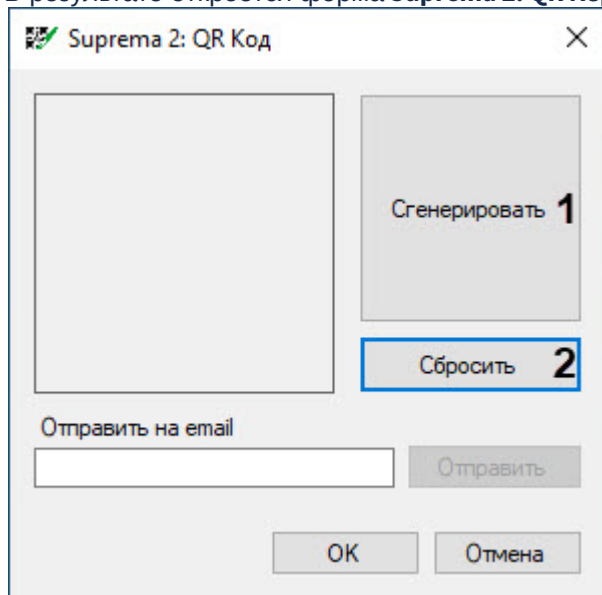 В результате откроется форма Suprema 2: QR Ко
Suprema 2: QR Код
Сгенерировать 1
Сбросить 2
Отправить на email
Отправить
OK
Отмена